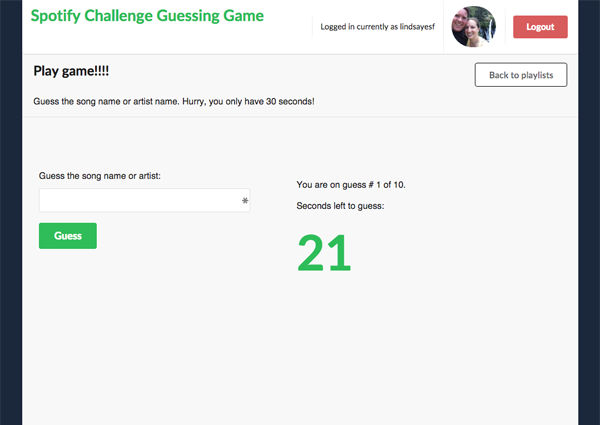 Spotify Challenge Guessing Game
Logged in currently as lindsayesf
Logout
Play game!!!!
Back to playlists
Guess the song name or artist name. Hurry, you only have 30 seconds!
Guess the song name or artist:
*
Guess
You are on guess # 1 of 10.
Seconds left to guess:
21